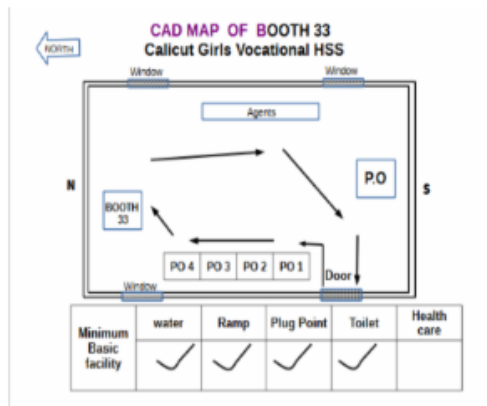 CAD MAP OF BOOTH 33
Calicut Girls Vocational HSS
NORTH
Window
Window
Agents
N
P.O
S
BOOTH
33
PO 4 PO 3 PO 2 PO 1
Door
Window
Minimum
Basic
facility
water Ramp Plug Point Toilet Health
care